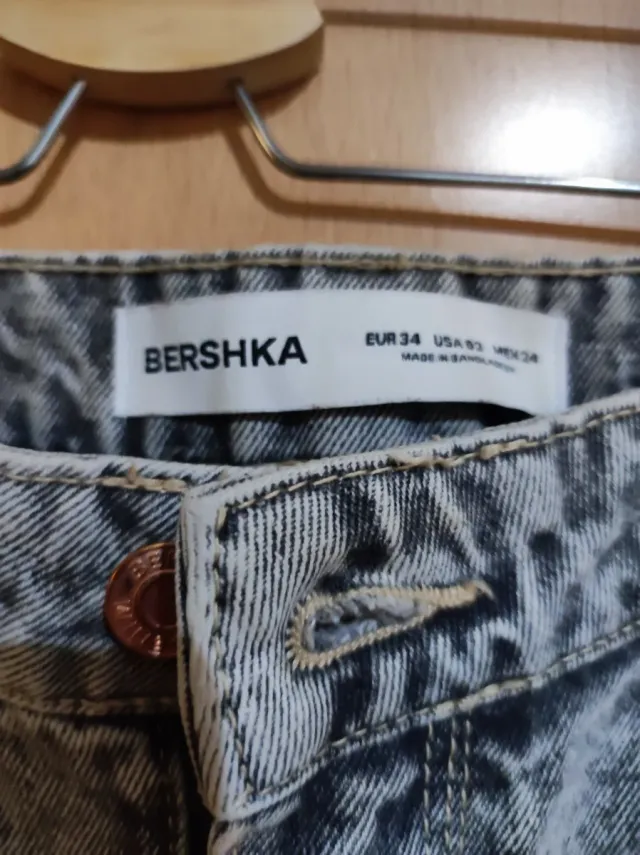 BERSHKA
EUR 34 USA 02 MEX 24
MADE IN BANGLADESH